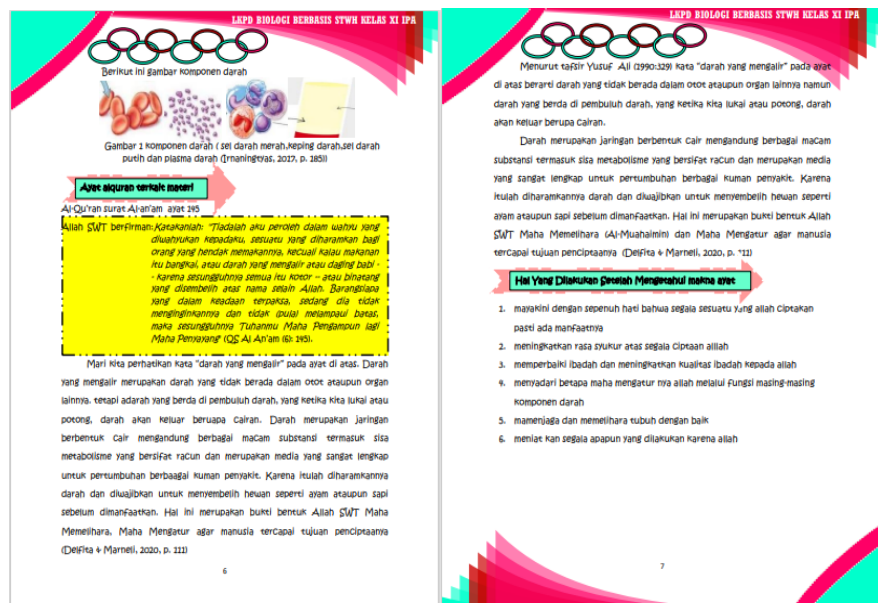 LKPD BIOLOGI BERBASIS STWH KELAS XI IPA
Berikut ini gambar komponen darah
Gambar 1 komponen darah ( sel darah merah,keping darah,sel darah
putih dan plasma darah (Irnaningtyas, 2017, p. 185))
Ayat alquran terkait materi
Al-Qu'ran surat Al-an'am ayat 145
Allah SWT berfirman:Katakanlah: "Tiadalah aku peroleh dalam wahyu yang
diwahyukan kepadaku, sesuatu yang diharamkan bagi
orang yang hendak memakannya, kecuali kalau makanan
itu bangkai, atau darah yang mengalir atau daging babi -
- karena sesungguhnya semua itu kotor – atau binatang
yang disembelih atas nama selain Allah. Barangsiapa
yang dalam keadaan terpaksa, sedang dia tidak
menginginkannya dan tidak (pula) melampaui batas,
maka sesungguhnya Tuhanmu Maha Pengampun lagi
Maha Penyayang" (QS Al An'am (6): 145).
Mari kita perhatikan kata "darah yang mengalir" pada ayat di atas. Darah
yang mengalir merupakan darah yang tidak berada dalam otot ataupun organ
lainnya. tetapi adarah yang berda di pembuluh darah, yang ketika kita lukai atau
potong, darah akan keluar beruapa cairan. Darah merupakan jaringan
berbentuk cair mengandung berbagai macam substansi termasuk sisa
metabolisme yang bersifat racun dan merupakan media yang sangat lengkap
untuk pertumbuhan berbaagai kuman penyakit. Karena itulah diharamkannya
darah dan diwajibkan untuk menyembelih hewan seperti ayam ataupun sapi
sebelum dimanfaatkan. Hal ini merupakan bukti bentuk Allah SWT Maha
Memelihara, Maha Mengatur agar manusia tercapai tujuan penciptaanya
(Delfita & Marneli, 2020, p. 111)
6
LKPD BIOLOGI BERBASIS STWH KELAS XI IPA
Menurut tafsir Yusuf Ali (1990:329) kata "darah yang mengalir" pada ayat
di atas berarti darah yang tidak berada dalam otot ataupun organ lainnya namun
darah yang berda di pembuluh darah, yang ketika kita lukai atau potong, darah
akan keluar berupa cairan.
Darah merupakan jaringan berbentuk cair mengandung berbagai macam
substansi termasuk sisa metabolisme yang bersifat racun dan merupakan media
yang sangat lengkap untuk pertumbuhan berbagai kuman penyakit. Karena
itulah diharamkannya darah dan diwajibkan untuk menyembelih hewan seperti
ayam ataupun sapi sebelum dimanfaatkan. Hal ini merupakan bukti bentuk Allah
SWT Maha Memelihara (Al-Muahaimin) dan Maha Mengatur agar manusia
tercapai tujuan penciptaanya (Delfita & Marneli, 2020, p. 111)
Hal Yang Dilakukan Setelah Mengetahui makna ayat
1. mayakini dengan sepenuh hati bahwa segala sesuatu yang allah ciptakan
pasti ada manfaatnya
2. meningkatkan rasa syukur atas segala ciptaan alllah
3. memperbaiki ibadah dan meningkatkan kualitas ibadah kepada allah
4. menyadari betapa maha mengatur nya allah melalui fungsi masing-masing
komponen darah
5. mamenjaga dan memelihara tubuh dengan baik
6. meniat kan segala apapun yang dilakukan karena allah
7